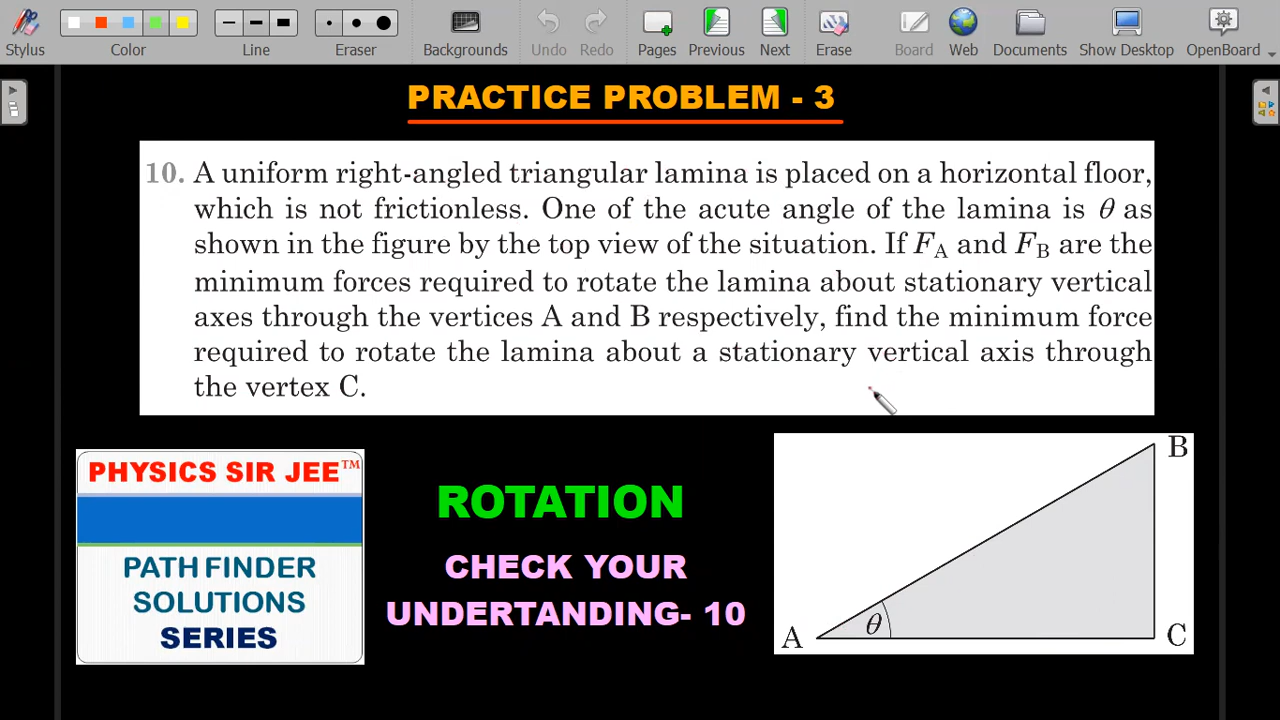 Stylus
Color
Line
Eraser
Backgrounds
Undo
Redo
Pages
Previous
Next
Erase
Board
Web
Documents
Show Desktop
OpenBoard
PRACTICE PROBLEM - 3
10. A uniform right-angled triangular lamina is placed on a horizontal floor,
which is not frictionless. One of the acute angle of the lamina is θ as
shown in the figure by the top view of the situation. If F_A and F_B are the
minimum forces required to rotate the lamina about stationary vertical
axes through the vertices A and B respectively, find the minimum force
required to rotate the lamina about a stationary vertical axis through
the vertex C.
PHYSICS SIR JEE™
PATH FINDER
SOLUTIONS
SERIES
ROTATION
CHECK YOUR
UNDERTANDING- 10
B
A
θ
C